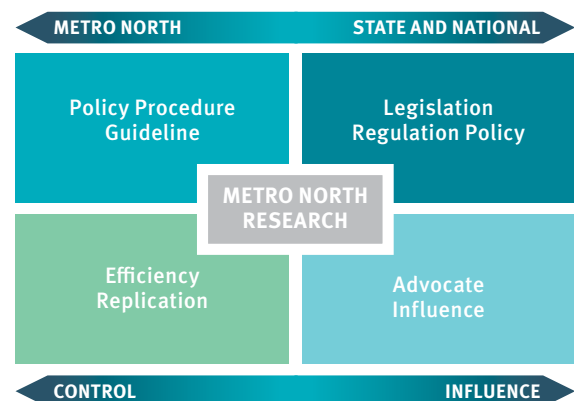 METRO NORTH
STATE AND NATIONAL
Policy Procedure
Guideline
Legislation
Regulation Policy
METRO NORTH
RESEARCH
Efficiency
Replication
Advocate
Influence
CONTROL
INFLUENCE